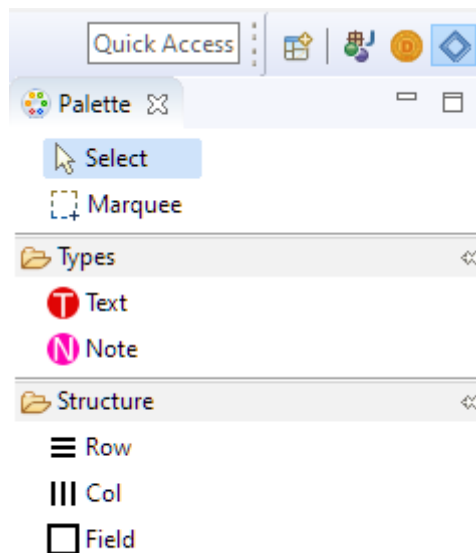 Quick Access
Palette
Select
Marquee
Types
T Text
N Note
Structure
Row
Col
Field